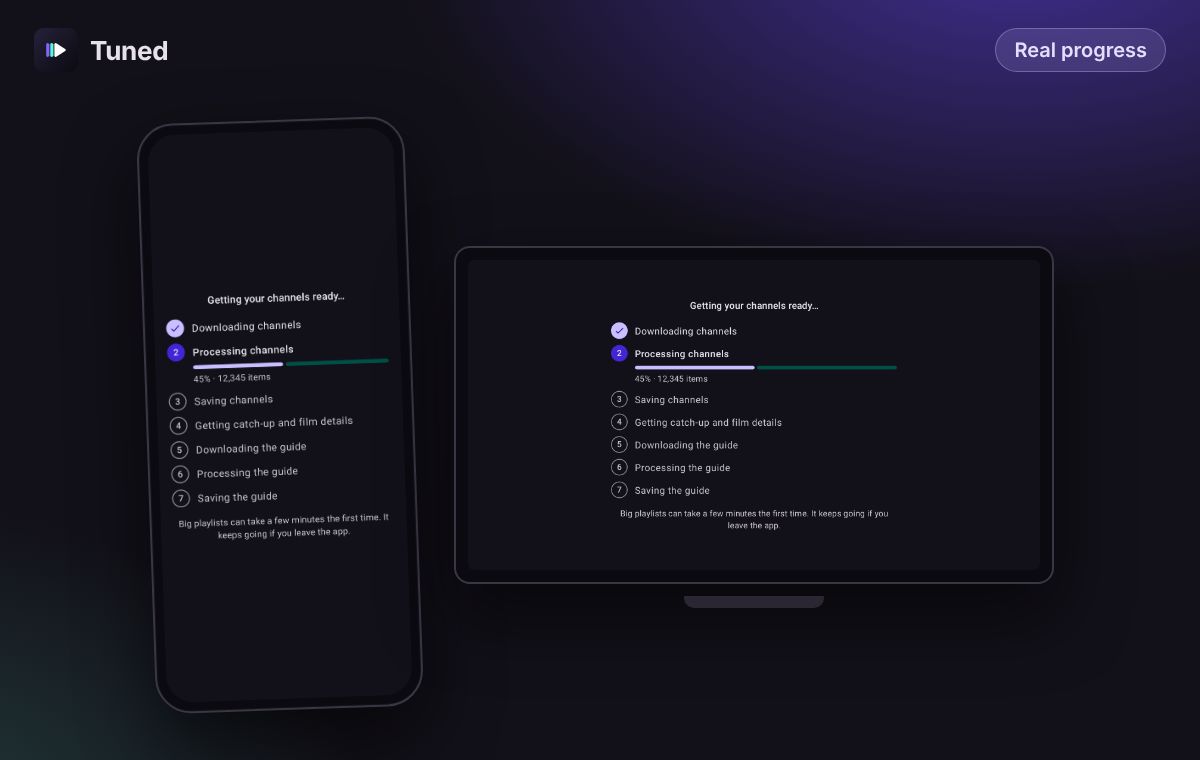 Tuned
Real progress
Getting your channels ready…
Downloading channels
2 Processing channels
45% · 12,345 items
3 Saving channels
4 Getting catch-up and film details
5 Downloading the guide
6 Processing the guide
7 Saving the guide
Big playlists can take a few minutes the first time. It
keeps going if you leave the app.
Getting your channels ready…
Downloading channels
2 Processing channels
45% · 12,345 items
3 Saving channels
4 Getting catch-up and film details
5 Downloading the guide
6 Processing the guide
7 Saving the guide
Big playlists can take a few minutes the first time. It keeps going if you
leave the app.